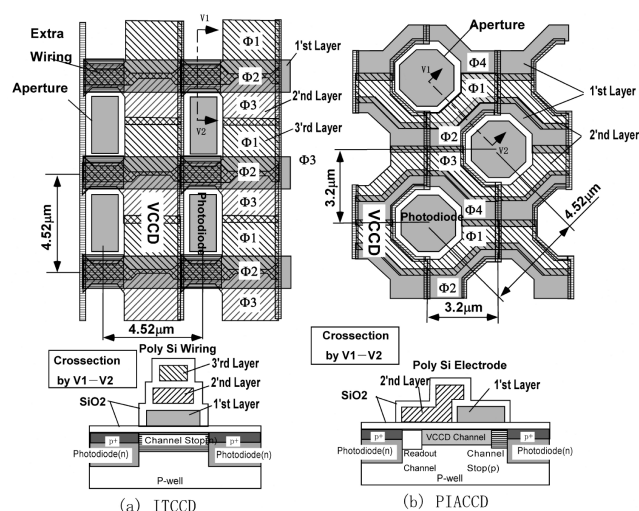 Extra
Wiring
Aperture
V1
Φ1
1'st Layer
Φ2
Φ3
2'nd Layer
V2
3'rd Layer
Φ1
Φ3
Φ2
4.52μm
VCCD
Photodiode
Φ3
Φ1
Φ2
Φ3
4.52μm
Crossection
by V1−V2
Poly Si Wiring
3'rd Layer
2'nd Layer
1'st Layer
SiO2
p+
Channel Stop(n)
p+
Photodiode(n)
Photodiode(n)
P-well
(a) ITCCD
Aperture
Φ4
V1
Φ1
1'st Layer
Φ2
2'nd Layer
V2
Φ3
3.2μm
VCCD
Photodiode
Φ4
4.52μm
Φ1
Φ2
3.2μm
Crossection
by V1−V2
Poly Si Electrode
2'nd Layer
1'st Layer
SiO2
p+
VCCD Channel
p+
Photodiode(n)
Readout
Channel
Channel
Stop(p)
Photodiode(n)
P-well
(b) PIACCD